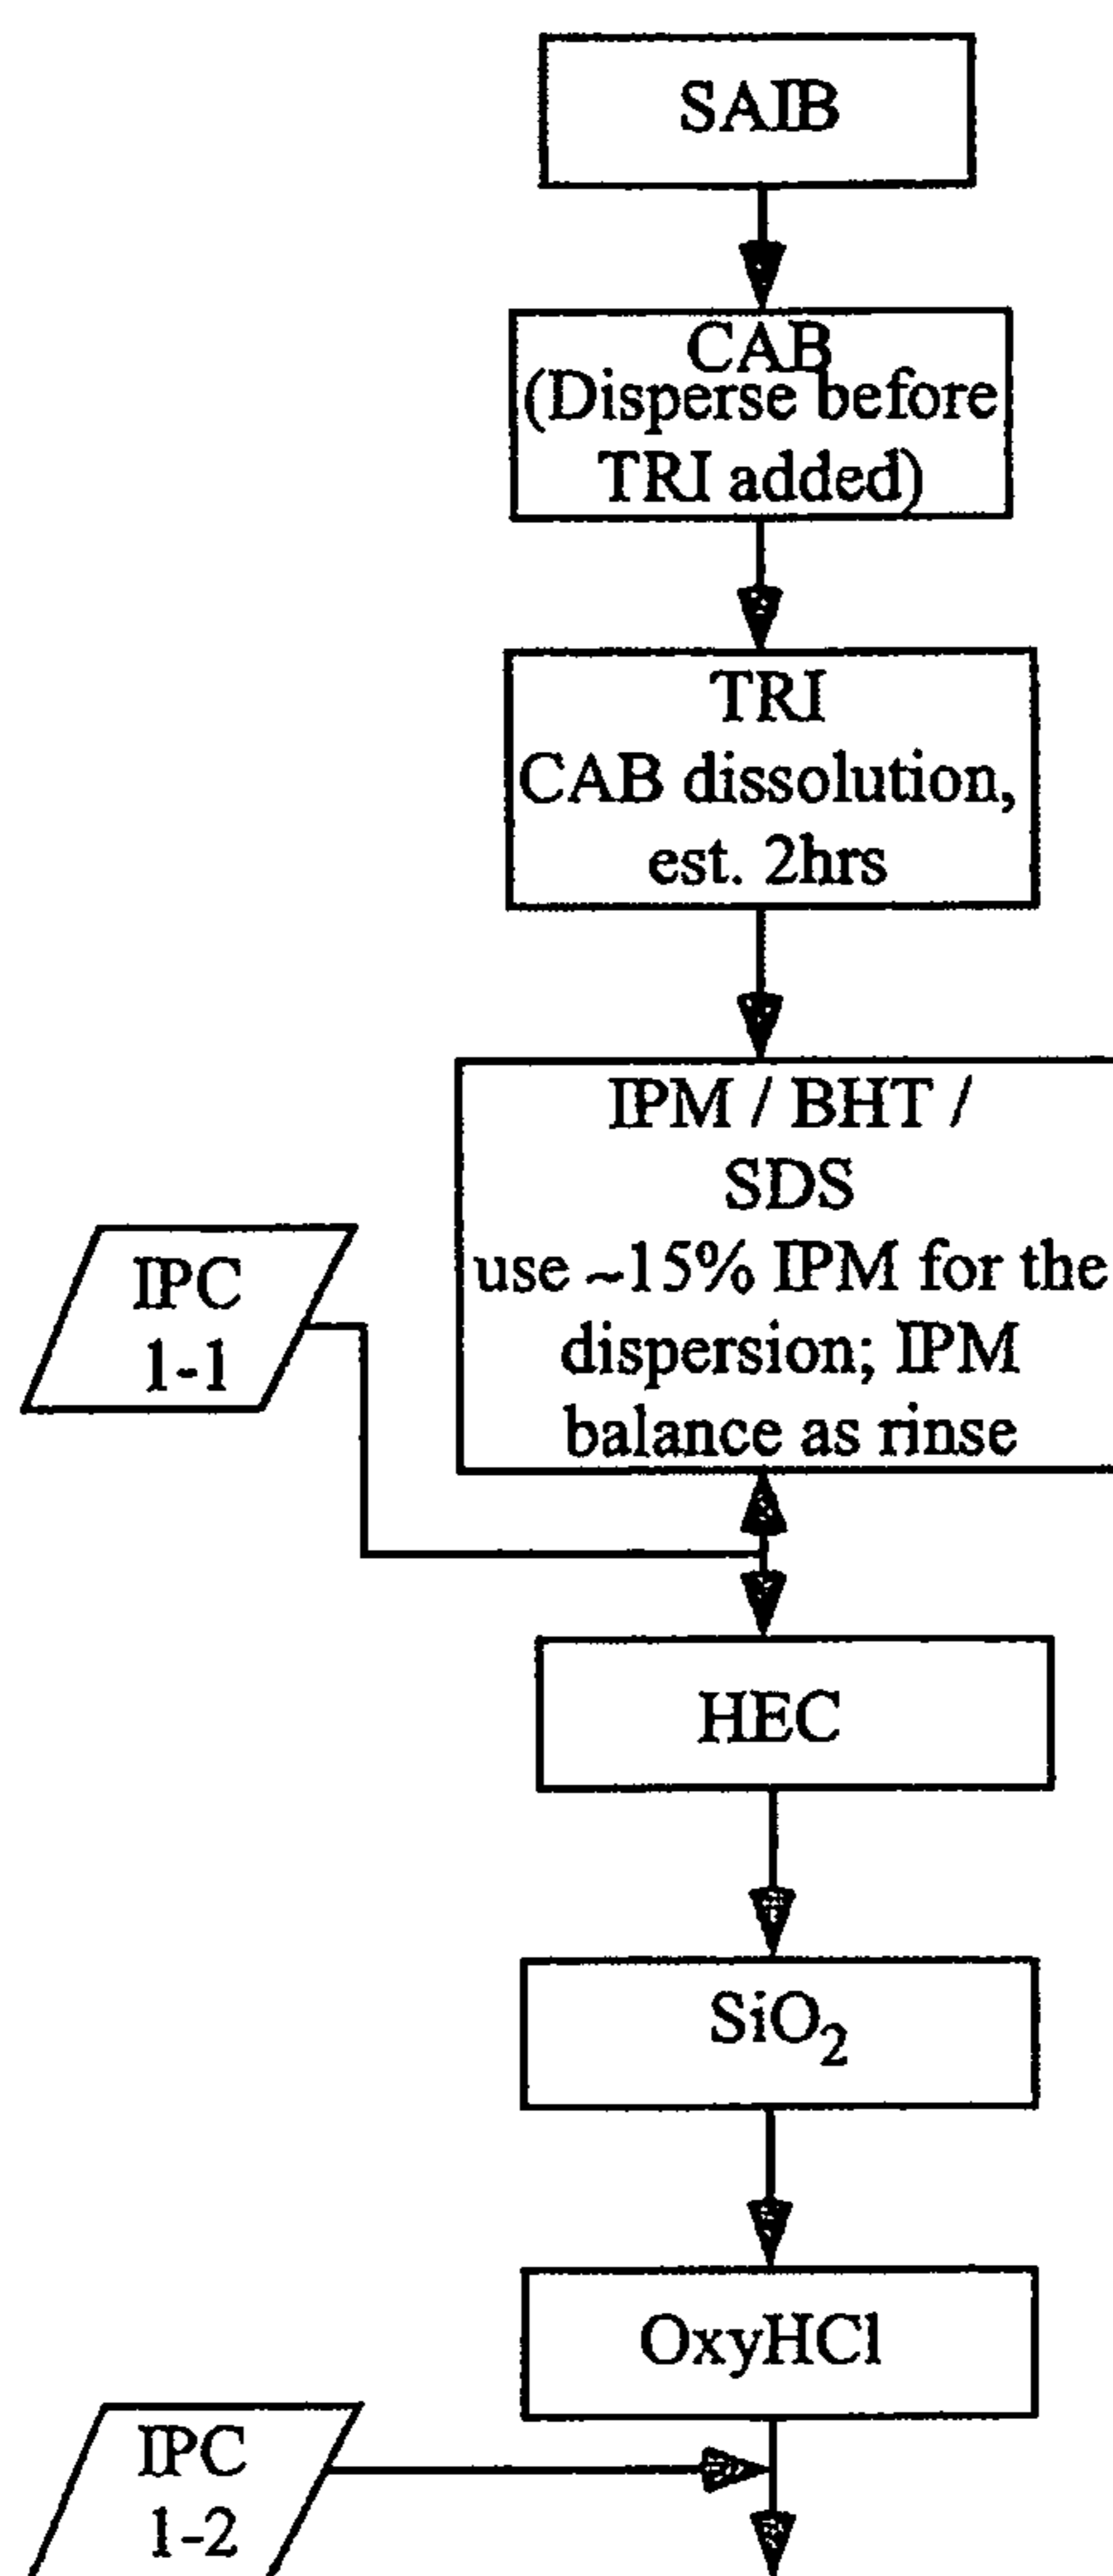 SAIB
CAB
(Disperse before
TRI added)
TRI
CAB dissolution,
est. 2hrs
IPM / BHT /
SDS
use ~15% IPM for the
dispersion; IPM
balance as rinse
IPC
1-1
HEC
SiO₂
OxyHCl
IPC
1-2